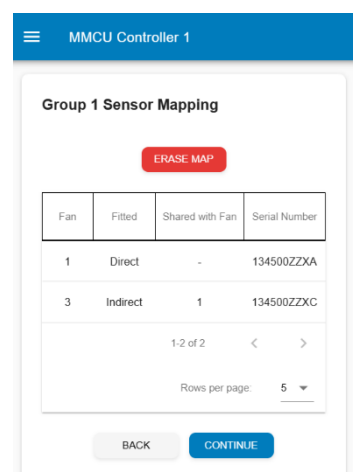 MMCU Controller 1
Group 1 Sensor Mapping
ERASE MAP
Fan Fitted Shared with Fan Serial Number
1 Direct - 134500ZZXA
3 Indirect 1 134500ZZXC
1-2 of 2
Rows per page: 5
BACK CONTINUE